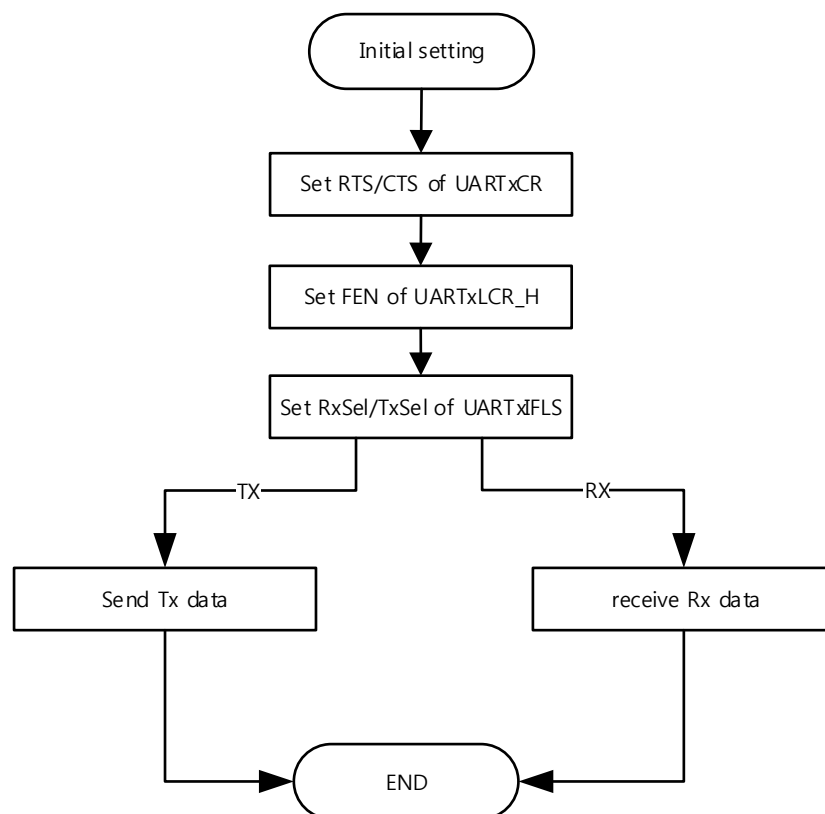 Initial setting
Set RTS/CTS of UARTxCR
Set FEN of UARTxLCR_H
Set RxSel/TxSel of UARTxIFLS
TX
RX
Send Tx data
receive Rx data
END